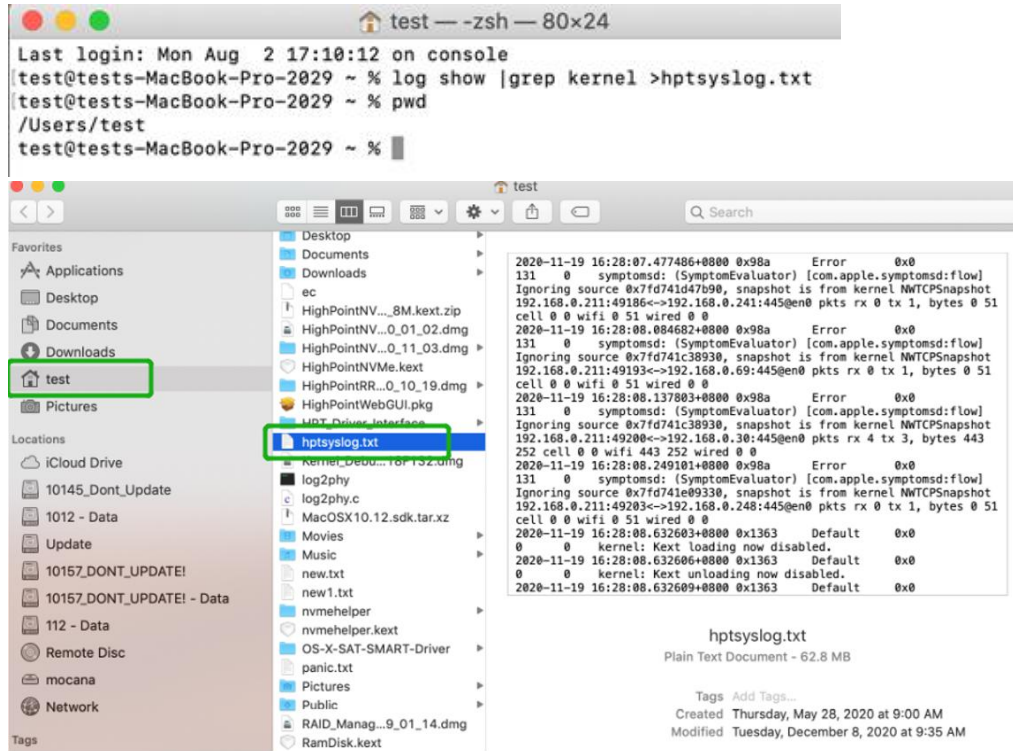 test — -zsh — 80×24
Last login: Mon Aug  2 17:10:12 on console
[test@tests-MacBook-Pro-2029 ~ % log show |grep kernel >hptsyslog.txt
[test@tests-MacBook-Pro-2029 ~ % pwd
/Users/test
test@tests-MacBook-Pro-2029 ~ %
test
Search
Favorites
Applications
Desktop
Documents
Downloads
test
Pictures
Locations
iCloud Drive
10145_Dont_Update
1012 - Data
Update
10157_DONT_UPDATE!
10157_DONT_UPDATE! - Data
112 - Data
Remote Disc
mocana
Network
Tags
Desktop
Documents
Downloads
ec
HighPointNV..._8M.kext.zip
HighPointNV...0_01_02.dmg
HighPointNV...0_11_03.dmg
HighPointNVMe.kext
HighPointRR...0_10_19.dmg
HighPointWebGUI.pkg
HPT_Driver_Interface
hptsyslog.txt
Kernel_Debu...18F132.dmg
log2phy
log2phy.c
MacOSX10.12.sdk.tar.xz
Movies
Music
new.txt
new1.txt
nvmehelper
nvmehelper.kext
OS-X-SAT-SMART-Driver
panic.txt
Pictures
Public
RAID_Manag...9_01_14.dmg
RamDisk.kext
2020-11-19 16:28:07.477486+0800 0x98a Error 0x0
131 0 symptomsd: (SymptomEvaluator) [com.apple.symptomsd:flow]
Ignoring source 0x7fd741d47b90, snapshot is from kernel NWTCPSnapshot
192.168.0.211:49186<->192.168.0.241:445@en0 pkts rx 0 tx 1, bytes 0 51
cell 0 0 wifi 0 51 wired 0 0
2020-11-19 16:28:08.084682+0800 0x98a Error 0x0
131 0 symptomsd: (SymptomEvaluator) [com.apple.symptomsd:flow]
Ignoring source 0x7fd741c38930, snapshot is from kernel NWTCPSnapshot
192.168.0.211:49193<->192.168.0.69:445@en0 pkts rx 0 tx 1, bytes 0 51
cell 0 0 wifi 0 51 wired 0 0
2020-11-19 16:28:08.137803+0800 0x98a Error 0x0
131 0 symptomsd: (SymptomEvaluator) [com.apple.symptomsd:flow]
Ignoring source 0x7fd741c38930, snapshot is from kernel NWTCPSnapshot
192.168.0.211:49200<->192.168.0.30:445@en0 pkts rx 4 tx 3, bytes 443
252 cell 0 0 wifi 443 252 wired 0 0
2020-11-19 16:28:08.249101+0800 0x98a Error 0x0
131 0 symptomsd: (SymptomEvaluator) [com.apple.symptomsd:flow]
Ignoring source 0x7fd741e09330, snapshot is from kernel NWTCPSnapshot
192.168.0.211:49203<->192.168.0.248:445@en0 pkts rx 0 tx 1, bytes 0 51
cell 0 0 wifi 0 51 wired 0 0
2020-11-19 16:28:08.632603+0800 0x1363 Default 0x0
0 0 kernel: Kext loading now disabled.
2020-11-19 16:28:08.632606+0800 0x1363 Default 0x0
0 0 kernel: Kext unloading now disabled.
2020-11-19 16:28:08.632609+0800 0x1363 Default 0x0
hptsyslog.txt
Plain Text Document - 62.8 MB
Tags Add Tags...
Created Thursday, May 28, 2020 at 9:00 AM
Modified Tuesday, December 8, 2020 at 9:35 AM